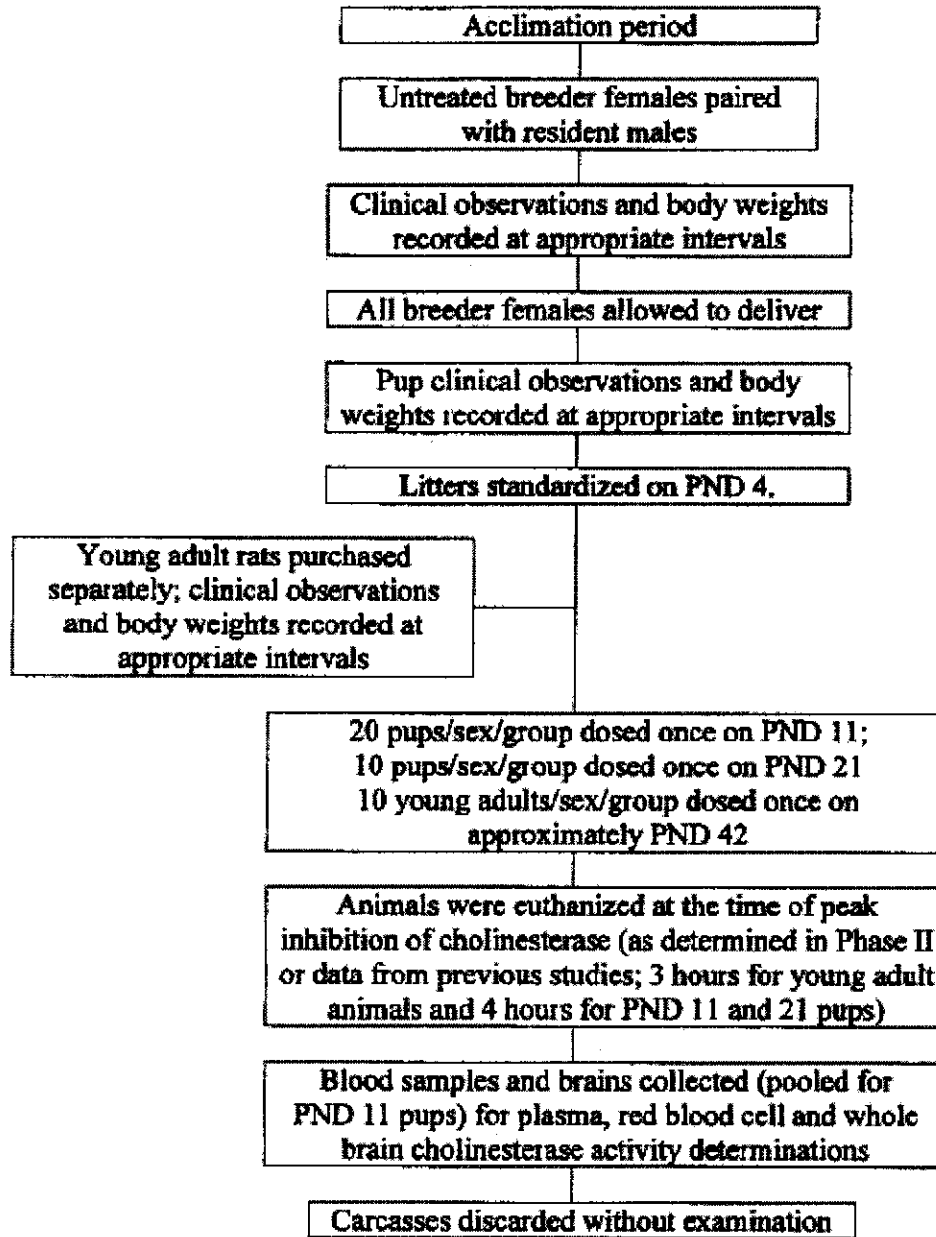 Acclimation period
Untreated breeder females paired
with resident males
Clinical observations and body weights
recorded at appropriate intervals
All breeder females allowed to deliver
Pup clinical observations and body
weights recorded at appropriate intervals
Litters standardized on PND 4.
Young adult rats purchased
separately; clinical observations
and body weights recorded at
appropriate intervals
20 pups/sex/group dosed once on PND 11;
10 pups/sex/group dosed once on PND 21
10 young adults/sex/group dosed once on
approximately PND 42
Animals were euthanized at the time of peak
inhibition of cholinesterase (as determined in Phase II
or data from previous studies; 3 hours for young adult
animals and 4 hours for PND 11 and 21 pups)
Blood samples and brains collected (pooled for
PND 11 pups) for plasma, red blood cell and whole
brain cholinesterase activity determinations
Carcasses discarded without examination